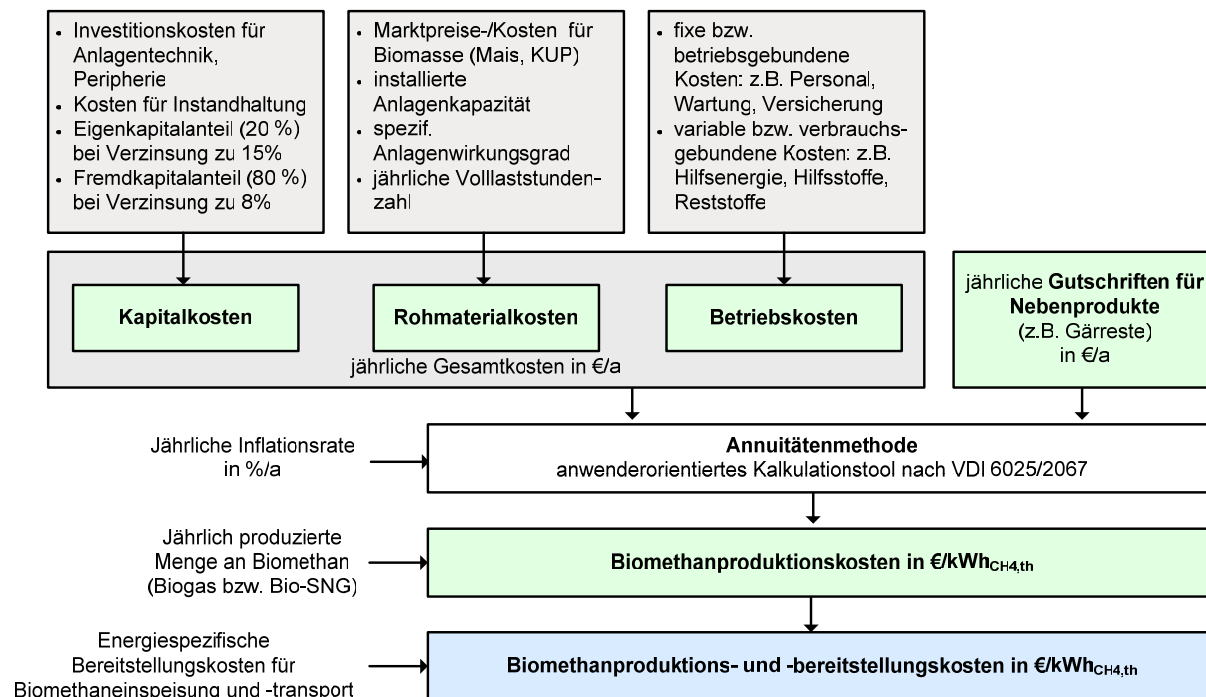 • Investitionskosten für
Anlagentechnik,
Peripherie
• Kosten für Instandhaltung
• Eigenkapitalanteil (20 %)
bei Verzinsung zu 15%
• Fremdkapitalanteil (80 %)
bei Verzinsung zu 8%
• Marktpreise-/Kosten für
Biomasse (Mais, KUP)
• installierte
Anlagenkapazität
• spezif.
Anlagenwirkungsgrad
• jährliche Volllaststunden-
zahl
• fixe bzw.
betriebsgebundene
Kosten: z.B. Personal,
Wartung, Versicherung
• variable bzw. verbrauchs-
gebundene Kosten: z.B.
Hilfsenergie, Hilfsstoffe,
Reststoffe
Kapitalkosten
Rohmaterialkosten
Betriebskosten
jährliche Gesamtkosten in €/a
jährliche Gutschriften für
Nebenprodukte
(z.B. Gärreste)
in €/a
Jährliche Inflationsrate
in %/a
Annuitätenmethode
anwenderorientiertes Kalkulationstool nach VDI 6025/2067
Jährlich produzierte
Menge an Biomethan
(Biogas bzw. Bio-SNG)
Biomethanproduktionskosten in €/kWhCH4,th
Energiespezifische
Bereitstellungskosten für
Biomethaneinspeisung und -transport
Biomethanproduktions- und -bereitstellungskosten in €/kWhCH4,th